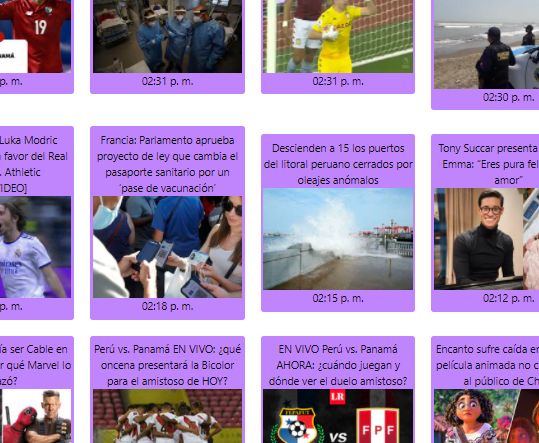 19
NAMÁ
p. m.
02:31 p. m.
02:31 p. m.
02:30 p. m.
Luka Modric
favor del Real
Athletic
IDEO]
p. m.
Francia: Parlamento aprueba
proyecto de ley que cambia el
pasaporte sanitario por un
'pase de vacunación'
02:18 p. m.
Descienden a 15 los puertos
del litoral peruano cerrados por
oleajes anómalos
02:15 p. m.
Tony Succar presenta
Emma: "Eres pura fel
amor"
02:12 p. m.
ía ser Cable en
r qué Marvel lo
azó?
Perú vs. Panamá EN VIVO: ¿qué
oncena presentará la Bicolor
para el amistoso de HOY?
EN VIVO Perú vs. Panamá
AHORA: ¿cuándo juegan y
dónde ver el duelo amistoso?
LR
FEPAFUT
VS
FPF
Encanto sufre caída e
película animada no c
al público de Ch